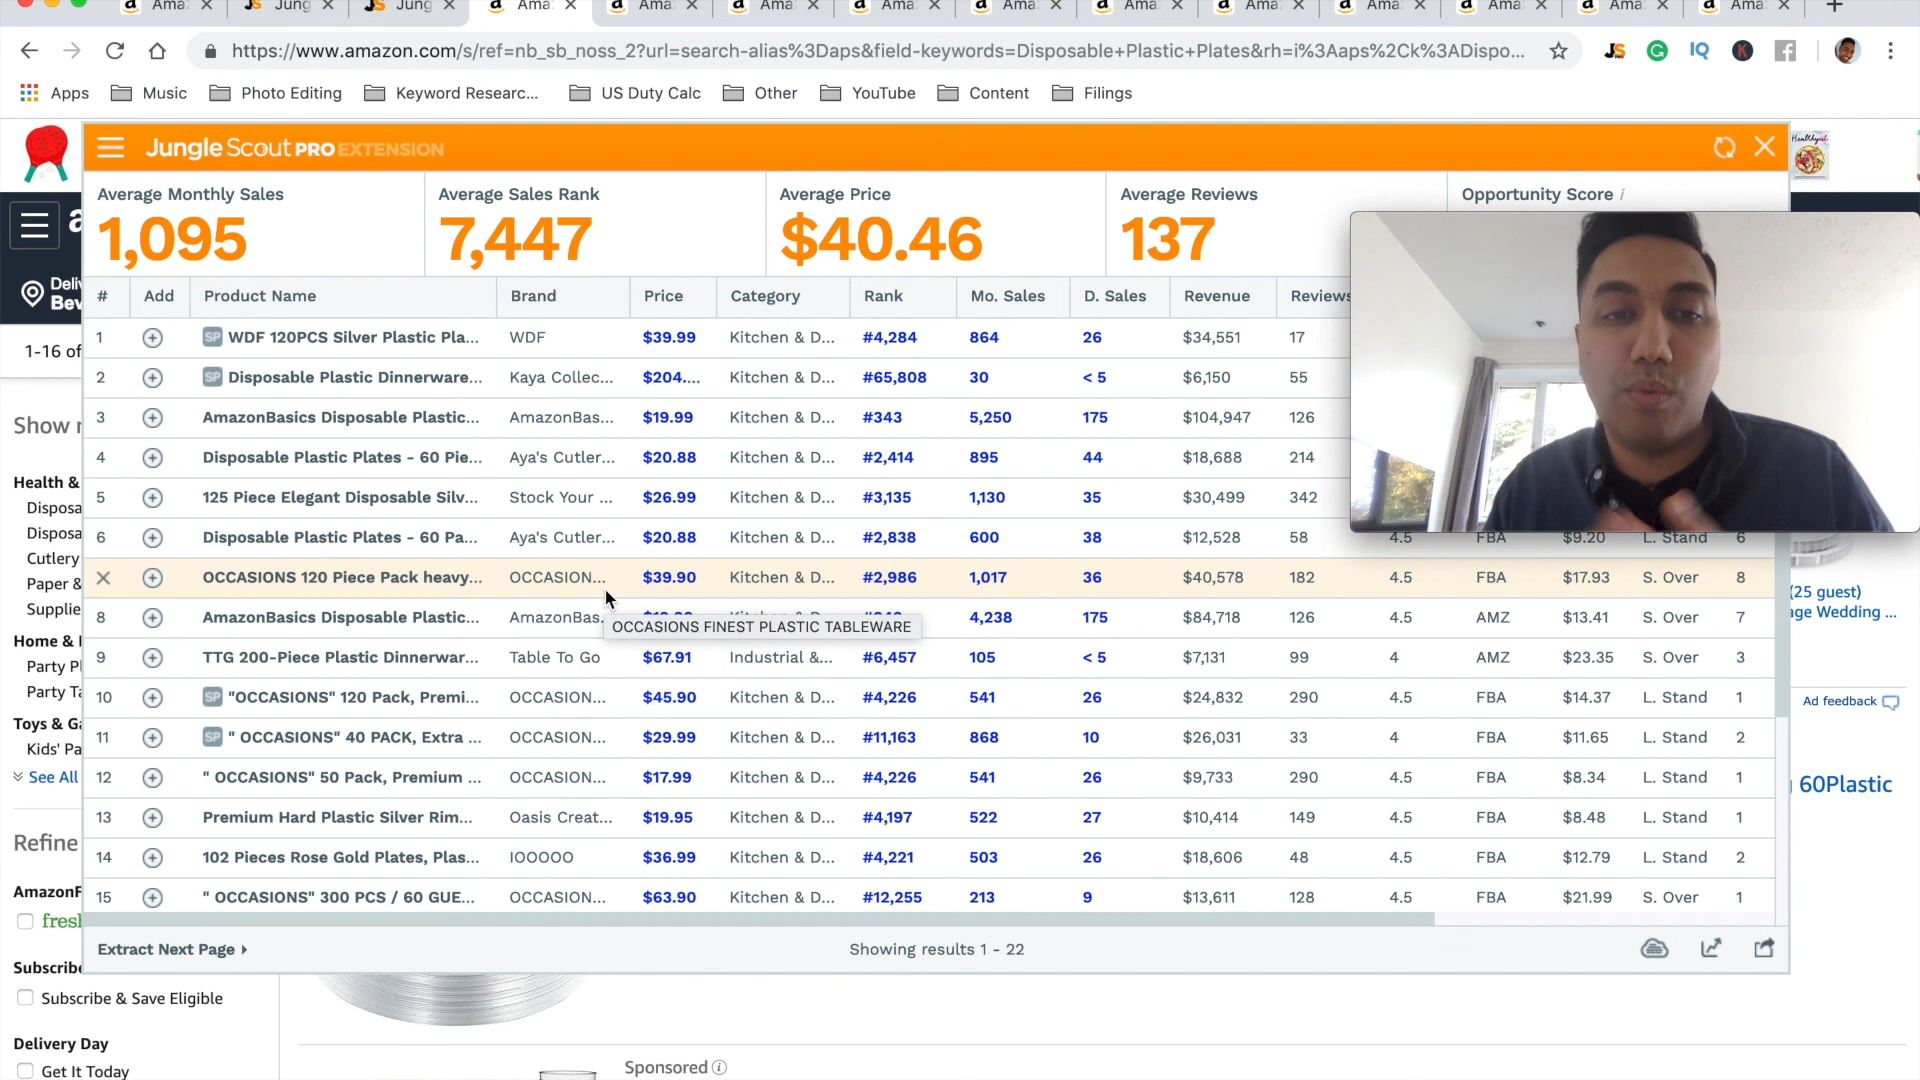 Ama
Jung
Jung
Ama
Ama
Ama
Ama
Ama
Ama
Ama
Ama
Ama
Ama
Ama
https://www.amazon.com/s/ref=nb_sb_noss_2?url=search-alias%3Daps&field-keywords=Disposable+Plastic+Plates&rh=i%3Aaps%2Ck%3ADispo...
JS G IQ K f
Apps Music Photo Editing Keyword Researc... US Duty Calc Other YouTube Content Filings
Jungle Scout PRO EXTENSION
Average Monthly Sales Average Sales Rank Average Price Average Reviews Opportunity Score i
1,095 7,447 $40.46 137
# Add Product Name Brand Price Category Rank Mo. Sales D. Sales Revenue Reviews
1 SP WDF 120PCS Silver Plastic Pla... WDF $39.99 Kitchen & D... #4,284 864 26 $34,551 17
2 SP Disposable Plastic Dinnerware... Kaya Collec... $204.... Kitchen & D... #65,808 30 < 5 $6,150 55
3 AmazonBasics Disposable Plastic... AmazonBas... $19.99 Kitchen & D... #343 5,250 175 $104,947 126
4 Disposable Plastic Plates - 60 Pie... Aya's Cutler... $20.88 Kitchen & D... #2,414 895 44 $18,688 214
5 125 Piece Elegant Disposable Silv... Stock Your ... $26.99 Kitchen & D... #3,135 1,130 35 $30,499 342
6 Disposable Plastic Plates - 60 Pa... Aya's Cutler... $20.88 Kitchen & D... #2,838 600 38 $12,528 58 4.5 FBA $9.20 L. Stand 6
OCCASIONS 120 Piece Pack heavy... OCCASION... $39.90 Kitchen & D... #2,986 1,017 36 $40,578 182 4.5 FBA $17.93 S. Over 8
8 AmazonBasics Disposable Plastic... AmazonBas. 4,238 175 $84,718 126 4.5 AMZ $13.41 S. Over 7
OCCASIONS FINEST PLASTIC TABLEWARE
9 TTG 200-Piece Plastic Dinnerwar... Table To Go $67.91 Industrial &... #6,457 105 < 5 $7,131 99 4 AMZ $23.35 S. Over 3
10 SP "OCCASIONS" 120 Pack, Premi... OCCASION... $45.90 Kitchen & D... #4,226 541 26 $24,832 290 4.5 FBA $14.37 L. Stand 1
11 SP " OCCASIONS" 40 PACK, Extra ... OCCASION... $29.99 Kitchen & D... #11,163 868 10 $26,031 33 4 FBA $11.65 L. Stand 2
12 " OCCASIONS" 50 Pack, Premium ... OCCASION... $17.99 Kitchen & D... #4,226 541 26 $9,733 290 4.5 FBA $8.34 L. Stand 1
13 Premium Hard Plastic Silver Rim... Oasis Creat... $19.95 Kitchen & D... #4,197 522 27 $10,414 149 4.5 FBA $8.48 L. Stand 1
14 102 Pieces Rose Gold Plates, Plas... IOOOOO $36.99 Kitchen & D... #4,221 503 26 $18,606 48 4.5 FBA $12.79 L. Stand 2
15 " OCCASIONS" 300 PCS / 60 GUE... OCCASION... $63.90 Kitchen & D... #12,255 213 9 $13,611 128 4.5 FBA $21.99 S. Over 1
Extract Next Page Showing results 1 - 22
Deli
Bev
1-16 of
Show r
Health &
Disposa
Disposa
Cutlery
Paper &
Supplie
Home &
Party Pl
Party Ta
Toys & Ga
Kids' Pa
See All
Refine
AmazonF
fresh
Subscribe
Subscribe & Save Eligible
Delivery Day
Get It Today
Healthyish
(25 guest)
age Wedding ...
Ad feedback
60Plastic
Sponsored